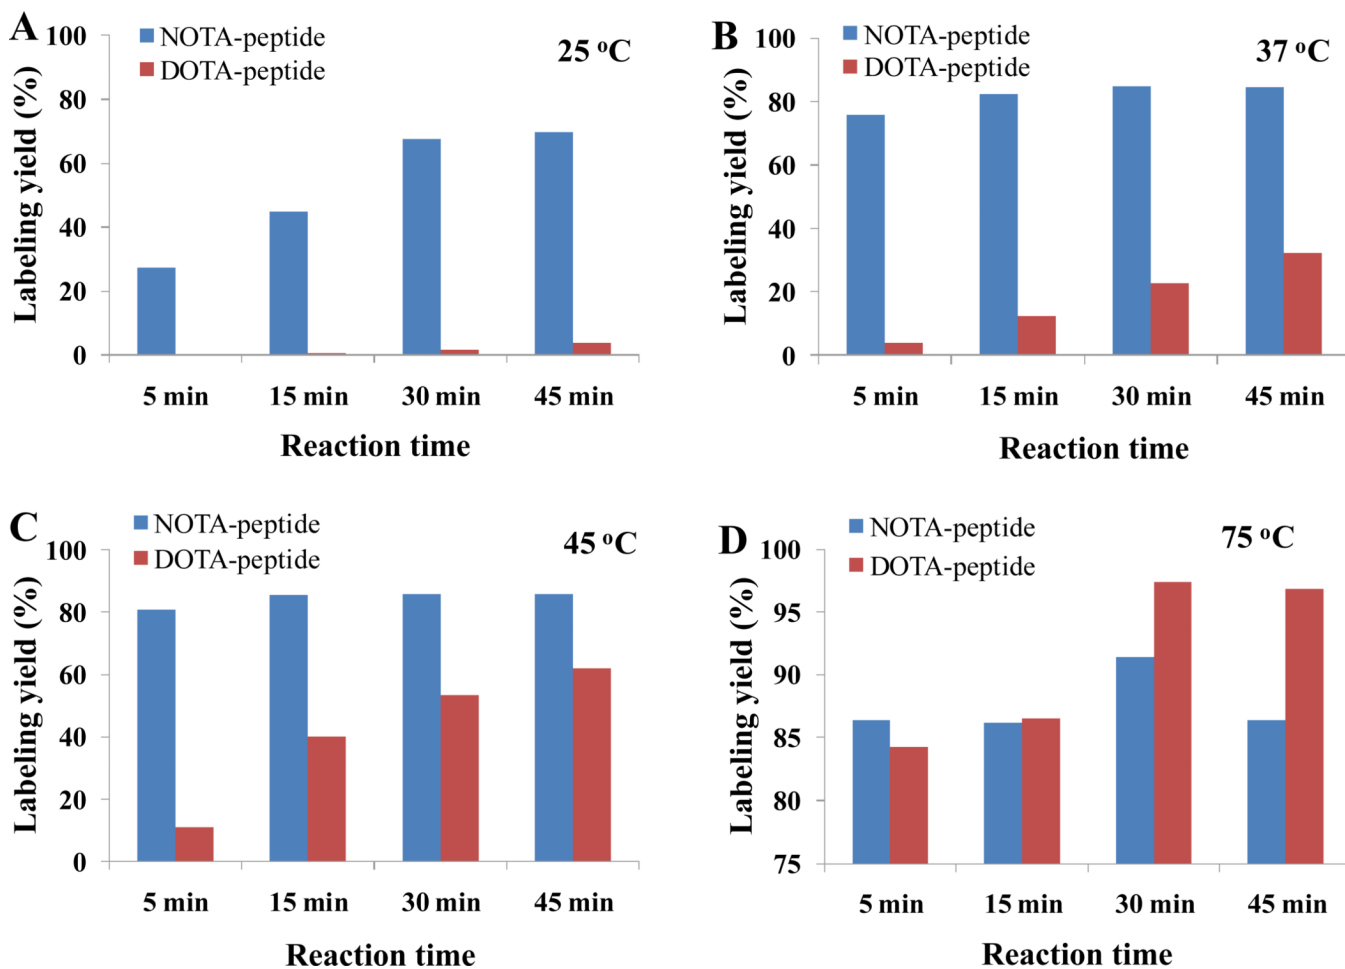 A
NOTA-peptide
DOTA-peptide
25 °C
Labeling yield (%)
100
80
60
40
20
0
5 min 15 min 30 min 45 min
Reaction time
B
NOTA-peptide
DOTA-peptide
37 °C
Labeling yield (%)
100
80
60
40
20
0
5 min 15 min 30 min 45 min
Reaction time
C
NOTA-peptide
DOTA-peptide
45 °C
Labeling yield (%)
100
80
60
40
20
0
5 min 15 min 30 min 45 min
Reaction time
D
NOTA-peptide
DOTA-peptide
75 °C
Labeling yield (%)
100
95
90
85
80
75
5 min 15 min 30 min 45 min
Reaction time